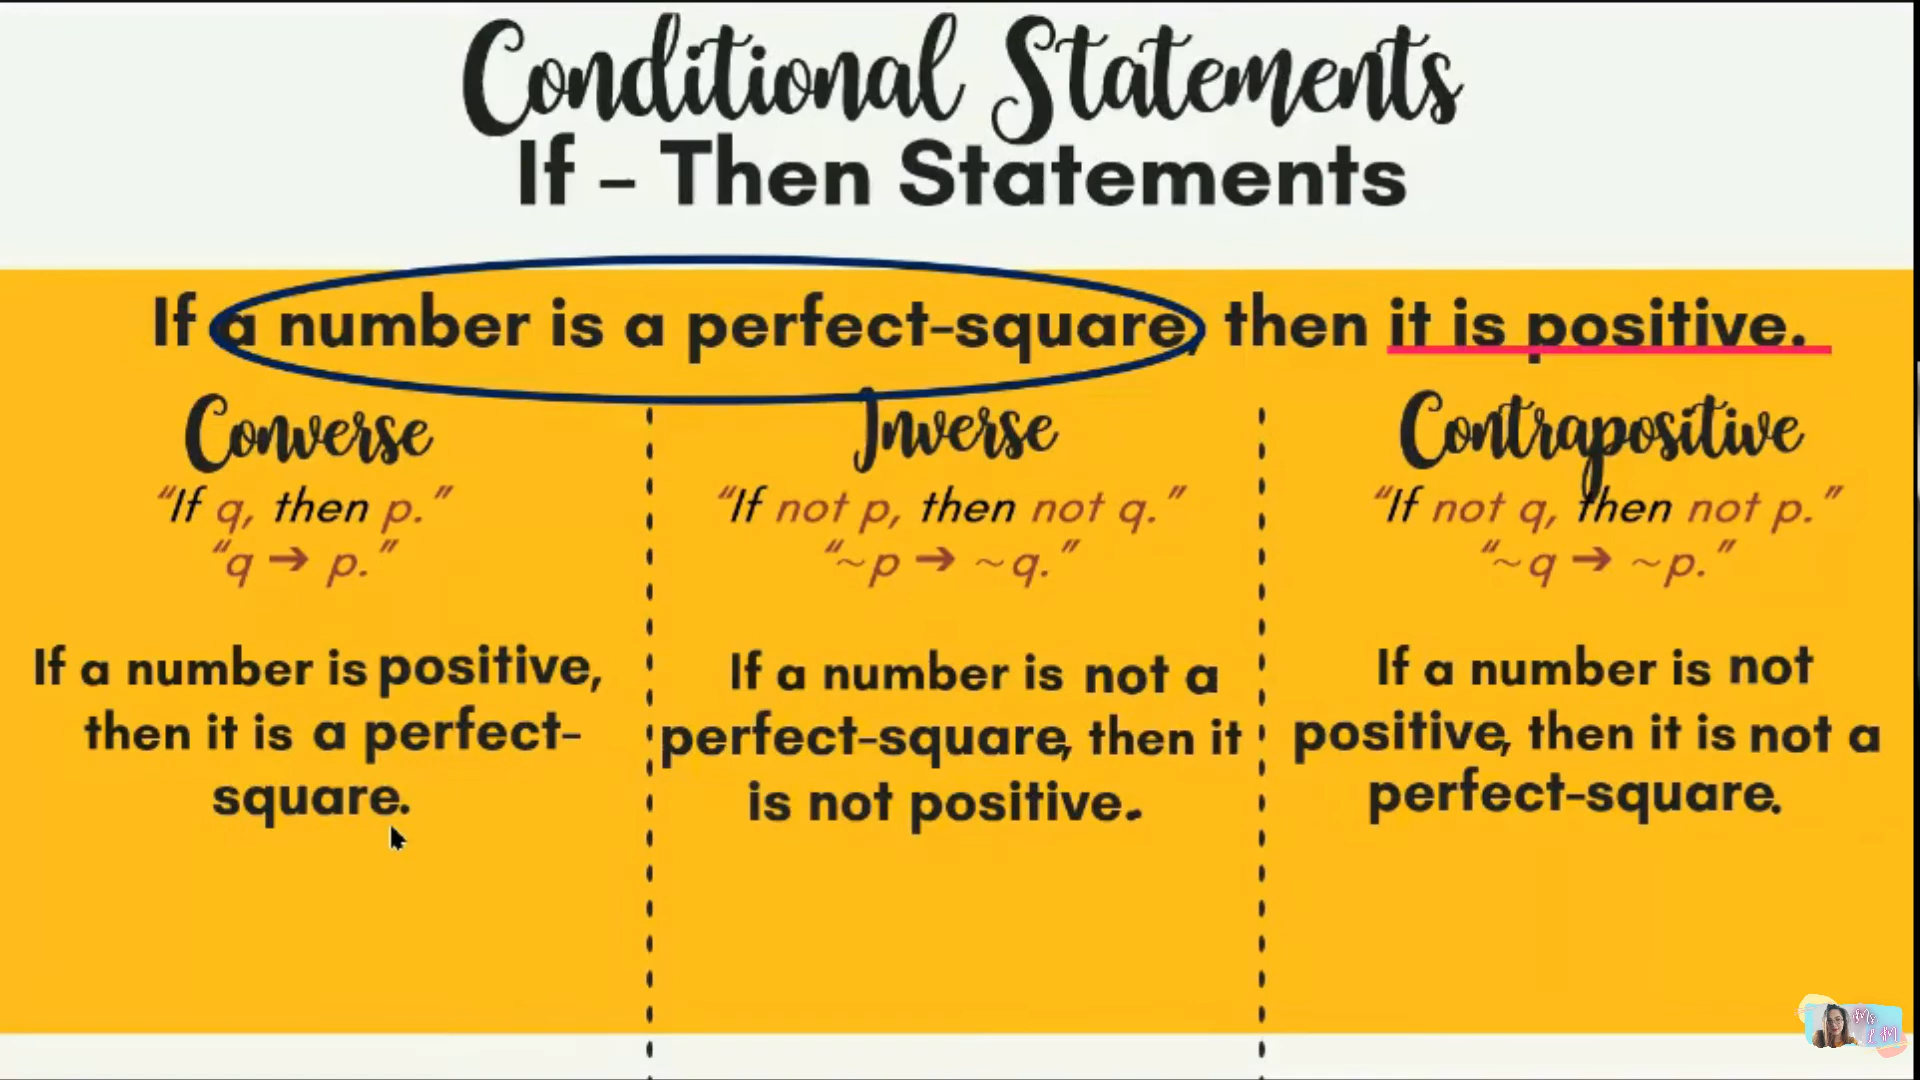 Conditional Statements
If – Then Statements
If a number is a perfect-square, then it is positive.
Converse
"If q, then p."
"q → p."
If a number is positive,
then it is a perfect-
square.
Inverse
"If not p, then not q."
"~p → ~q."
If a number is not a
perfect-square, then it
is not positive.
Contrapositive
"If not q, then not p."
"~q → ~p."
If a number is not
positive, then it is not a
perfect-square.